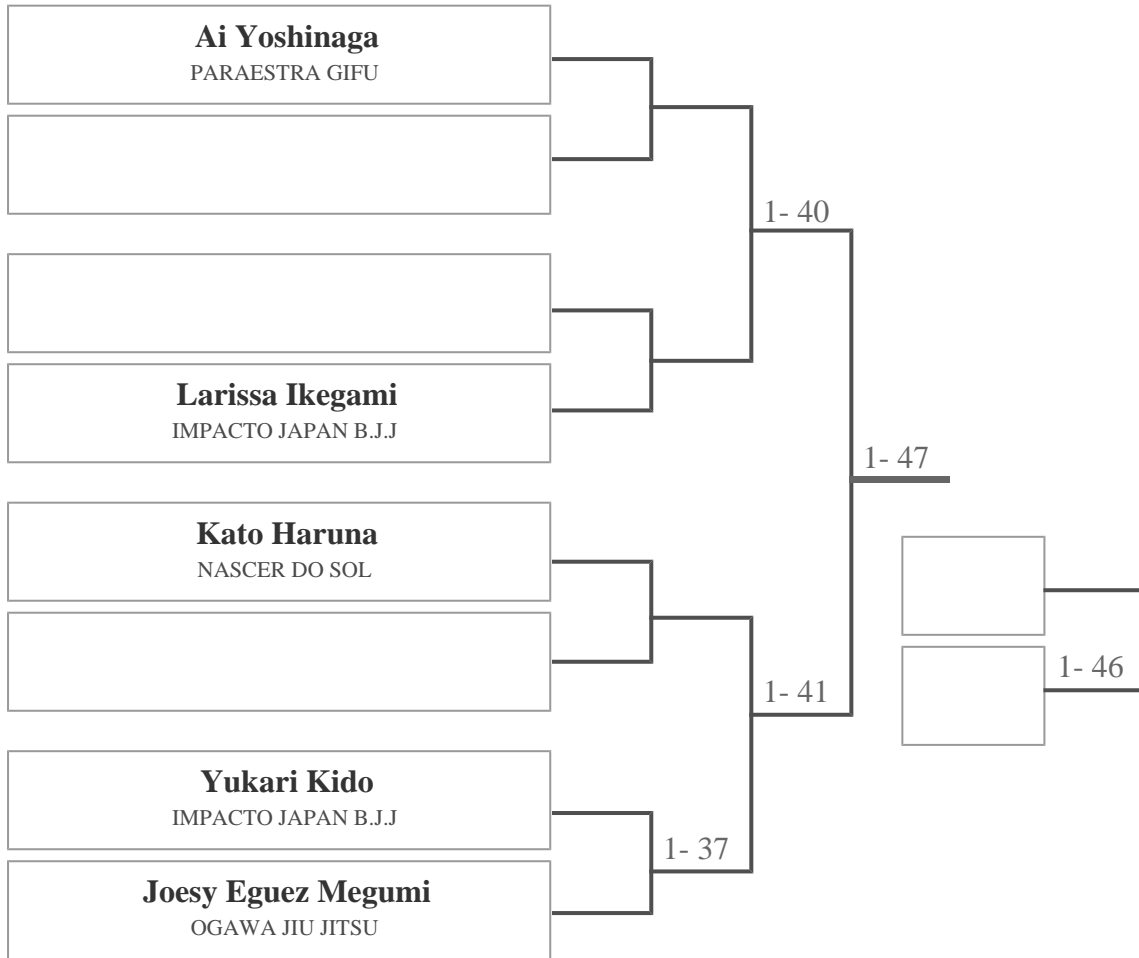 Ai Yoshinaga
PARAESTRA GIFU
1- 40
Larissa Ikegami
IMPACTO JAPAN B.J.J
1- 47
Kato Haruna
NASCER DO SOL
1- 46
1- 41
Yukari Kido
IMPACTO JAPAN B.J.J
1- 37
Joesy Eguez Megumi
OGAWA JIU JITSU